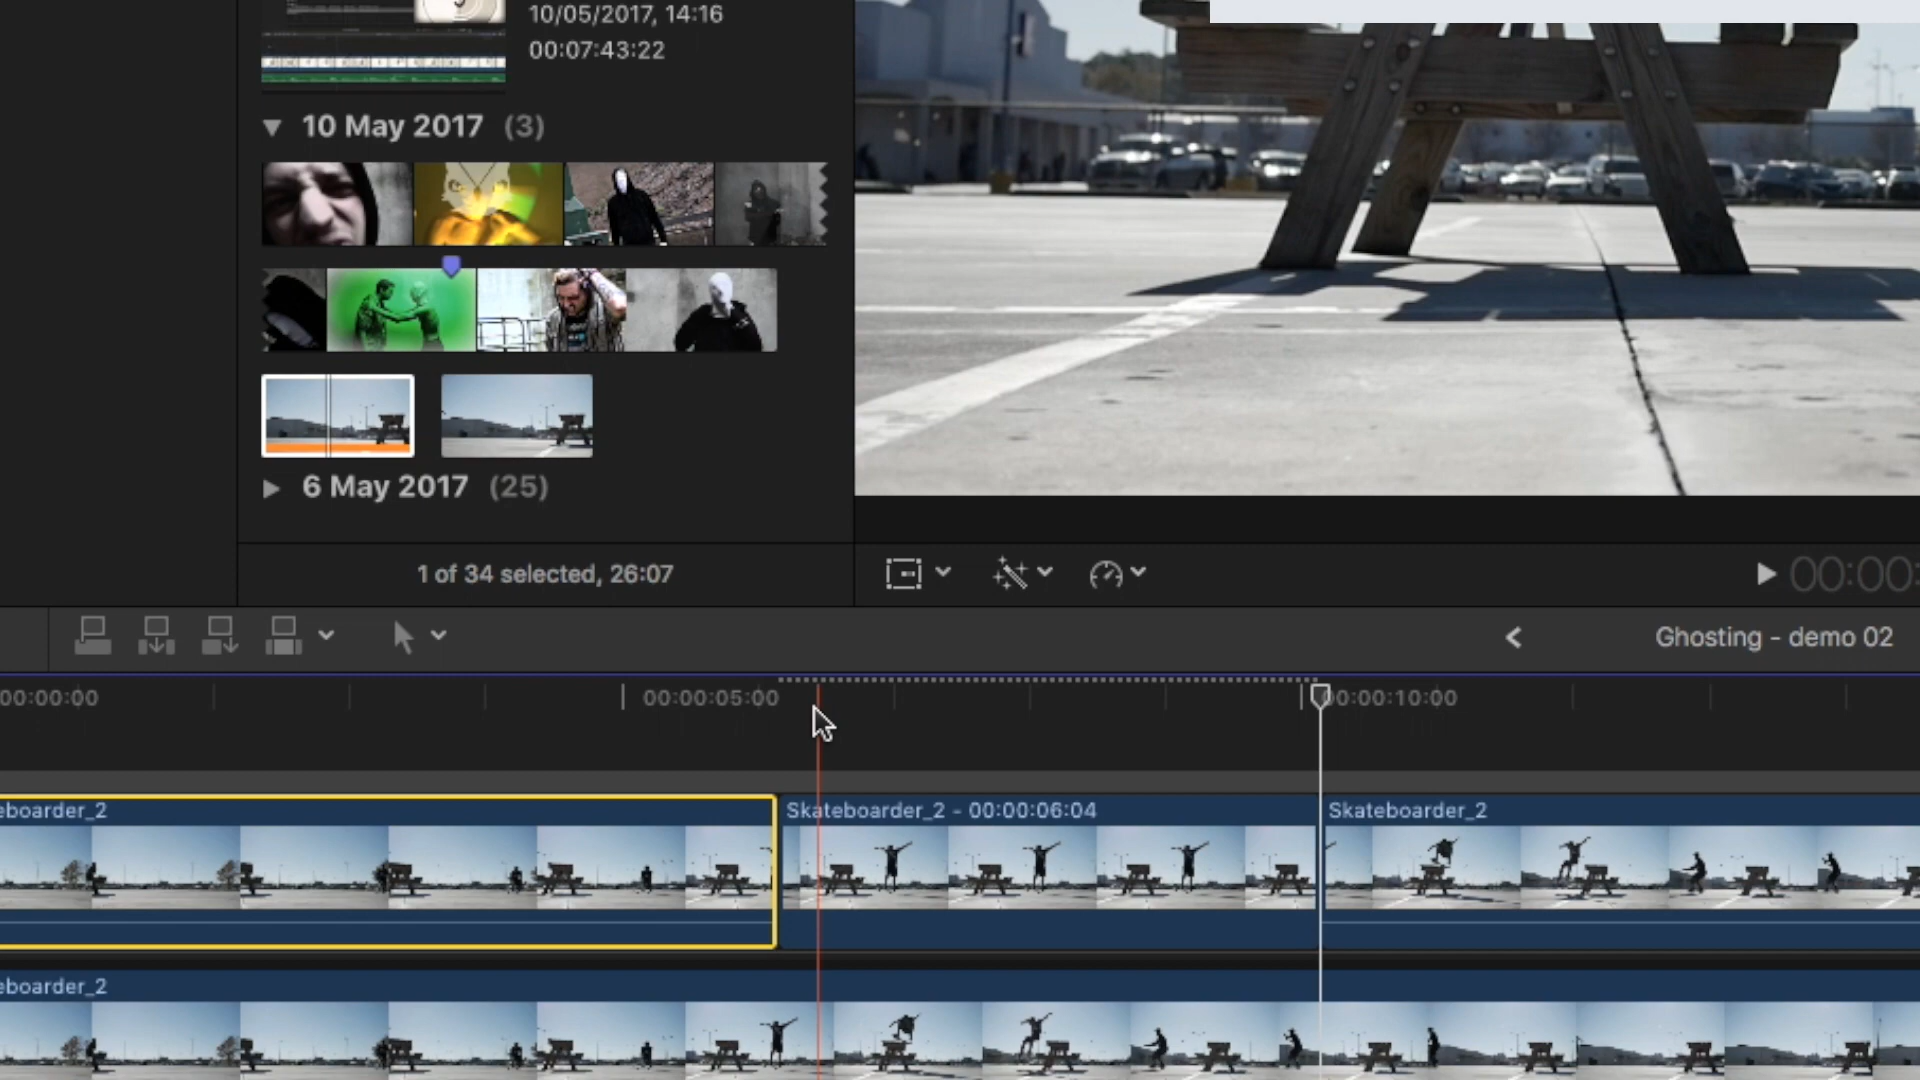 10/05/2017, 14:16
00:07:43:22
10 May 2017 (3)
6 May 2017 (25)
1 of 34 selected, 26:07
00:00:
Ghosting - demo 02
00:00:00
00:00:05:00
00:00:10:00
eboarder_2
Skateboarder_2 - 00:00:06:04
Skateboarder_2
eboarder_2